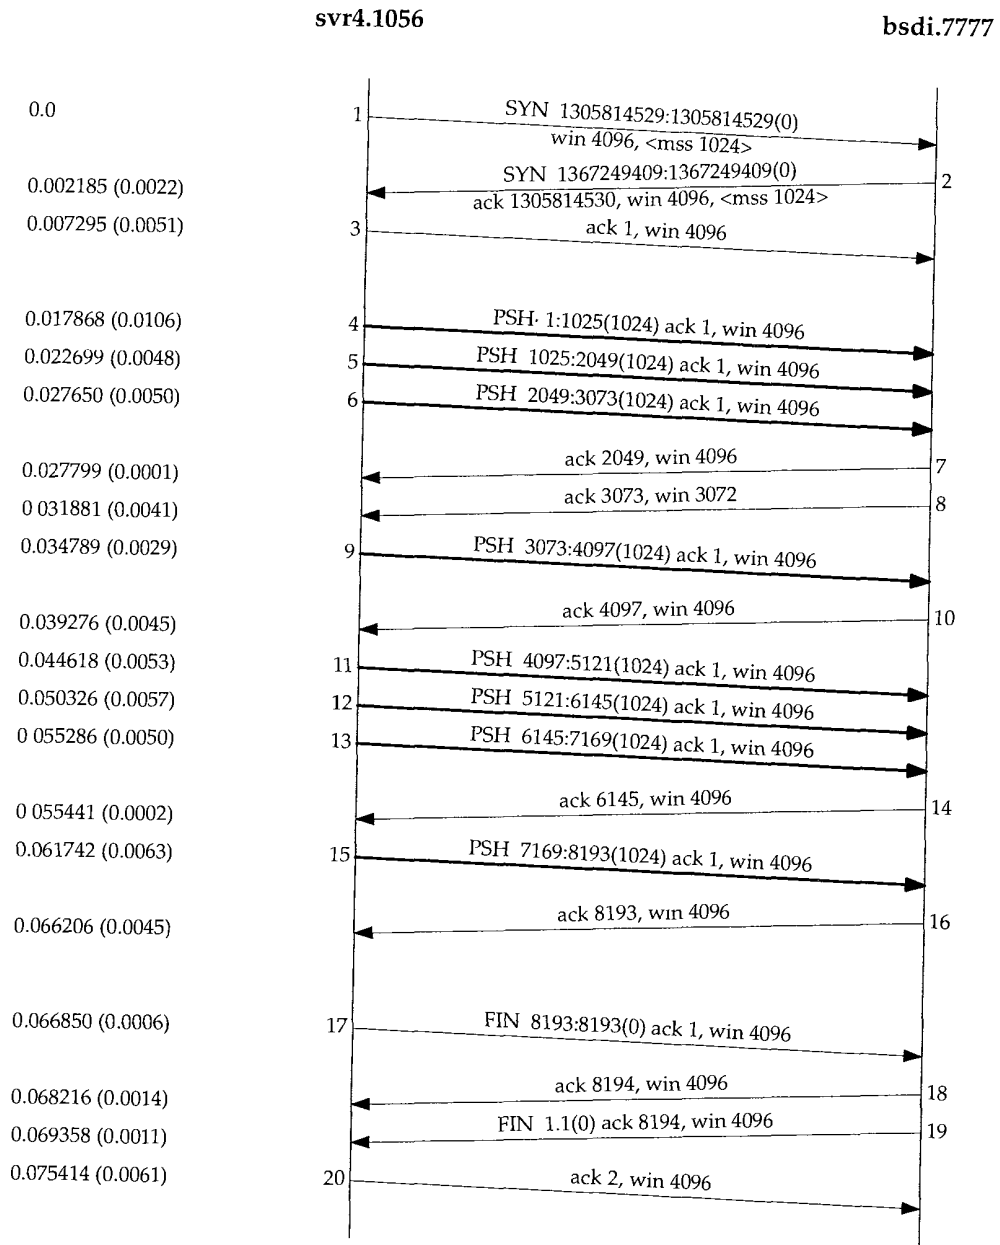 svr4.1056
bsdi.7777
0.0
1
SYN 1305814529:1305814529(0)
win 4096, <mss 1024>
0.002185 (0.0022)
SYN 1367249409:1367249409(0)
2
ack 1305814530, win 4096, <mss 1024>
0.007295 (0.0051)
3
ack 1, win 4096
0.017868 (0.0106)
4
PSH· 1:1025(1024) ack 1, win 4096
0.022699 (0.0048)
5
PSH 1025:2049(1024) ack 1, win 4096
0.027650 (0.0050)
6
PSH 2049:3073(1024) ack 1, win 4096
0.027799 (0.0001)
ack 2049, win 4096
7
0 031881 (0.0041)
ack 3073, win 3072
8
0.034789 (0.0029)
9
PSH 3073:4097(1024) ack 1, win 4096
0.039276 (0.0045)
ack 4097, win 4096
10
0.044618 (0.0053)
11
PSH 4097:5121(1024) ack 1, win 4096
0.050326 (0.0057)
12
PSH 5121:6145(1024) ack 1, win 4096
0 055286 (0.0050)
13
PSH 6145:7169(1024) ack 1, win 4096
0 055441 (0.0002)
ack 6145, win 4096
14
0.061742 (0.0063)
15
PSH 7169:8193(1024) ack 1, win 4096
0.066206 (0.0045)
ack 8193, win 4096
16
0.066850 (0.0006)
17
FIN 8193:8193(0) ack 1, win 4096
0.068216 (0.0014)
ack 8194, win 4096
18
0.069358 (0.0011)
FIN 1.1(0) ack 8194, win 4096
19
0.075414 (0.0061)
20
ack 2, win 4096